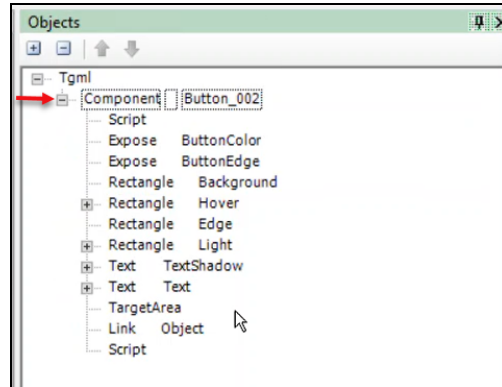 Objects
Tgml
Component Button_002
Script
Expose ButtonColor
Expose ButtonEdge
Rectangle Background
Rectangle Hover
Rectangle Edge
Rectangle Light
Text TextShadow
Text Text
TargetArea
Link Object
Script